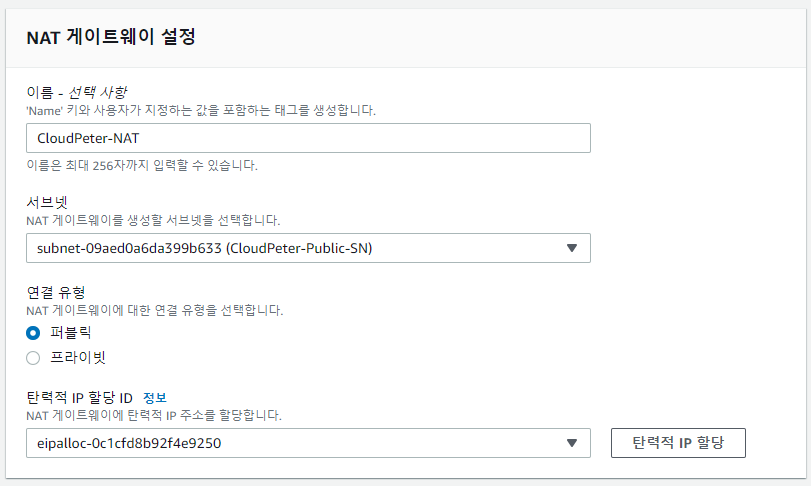 NAT 게이트웨이 설정
이름 - 선택 사항
'Name' 키와 사용자가 지정하는 값을 포함하는 태그를 생성합니다.
CloudPeter-NAT
이름은 최대 256자까지 입력할 수 있습니다.
서브넷
NAT 게이트웨이를 생성할 서브넷을 선택합니다.
subnet-09aed0a6da399b633 (CloudPeter-Public-SN)
연결 유형
NAT 게이트웨이에 대한 연결 유형을 선택합니다.
퍼블릭
프라이빗
탄력적 IP 할당 ID 정보
NAT 게이트웨이에 탄력적 IP 주소를 할당합니다.
eipalloc-0c1cfd8b92f4e9250 탄력적 IP 할당